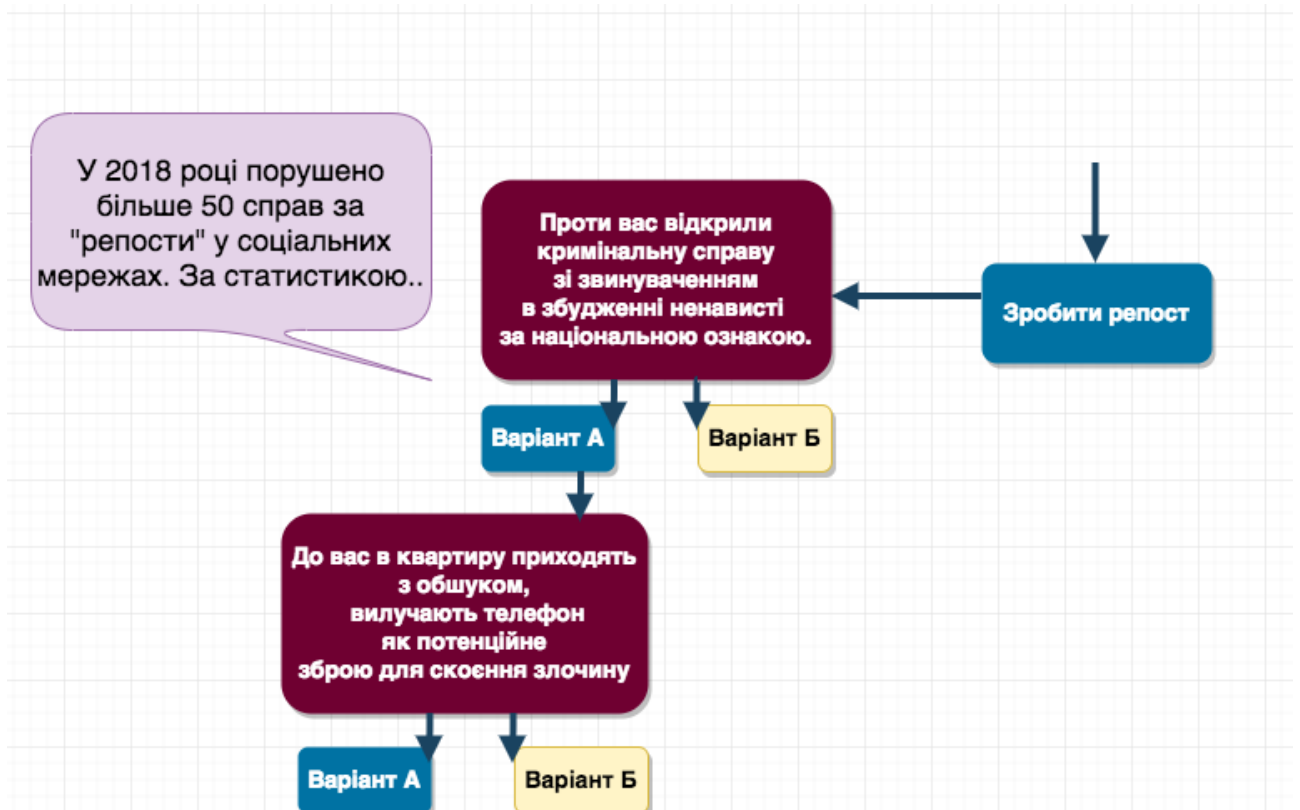 У 2018 році порушено
більше 50 справ за
"репости" у соціальних
мережах. За статистикою..
Проти вас відкрили
кримінальну справу
зі звинуваченням
в збудженні ненависті
за національною ознакою.
Зробити репост
Варіант А
Варіант Б
До вас в квартиру приходять
з обшуком,
вилучають телефон
як потенційне
зброю для скоєння злочину
Варіант А
Варіант Б